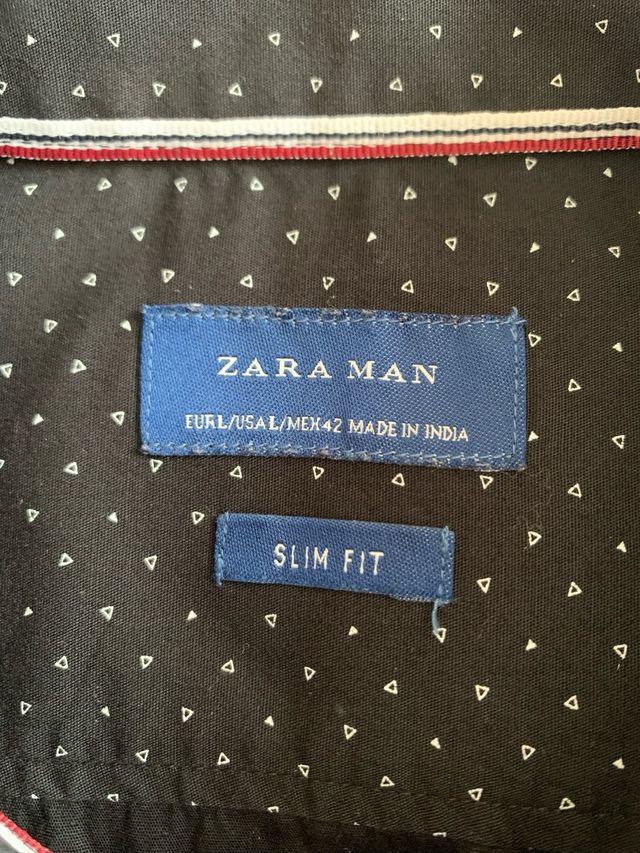 ZARA MAN
EUR L/USA L/MEX 42 MADE IN INDIA
SLIM FIT